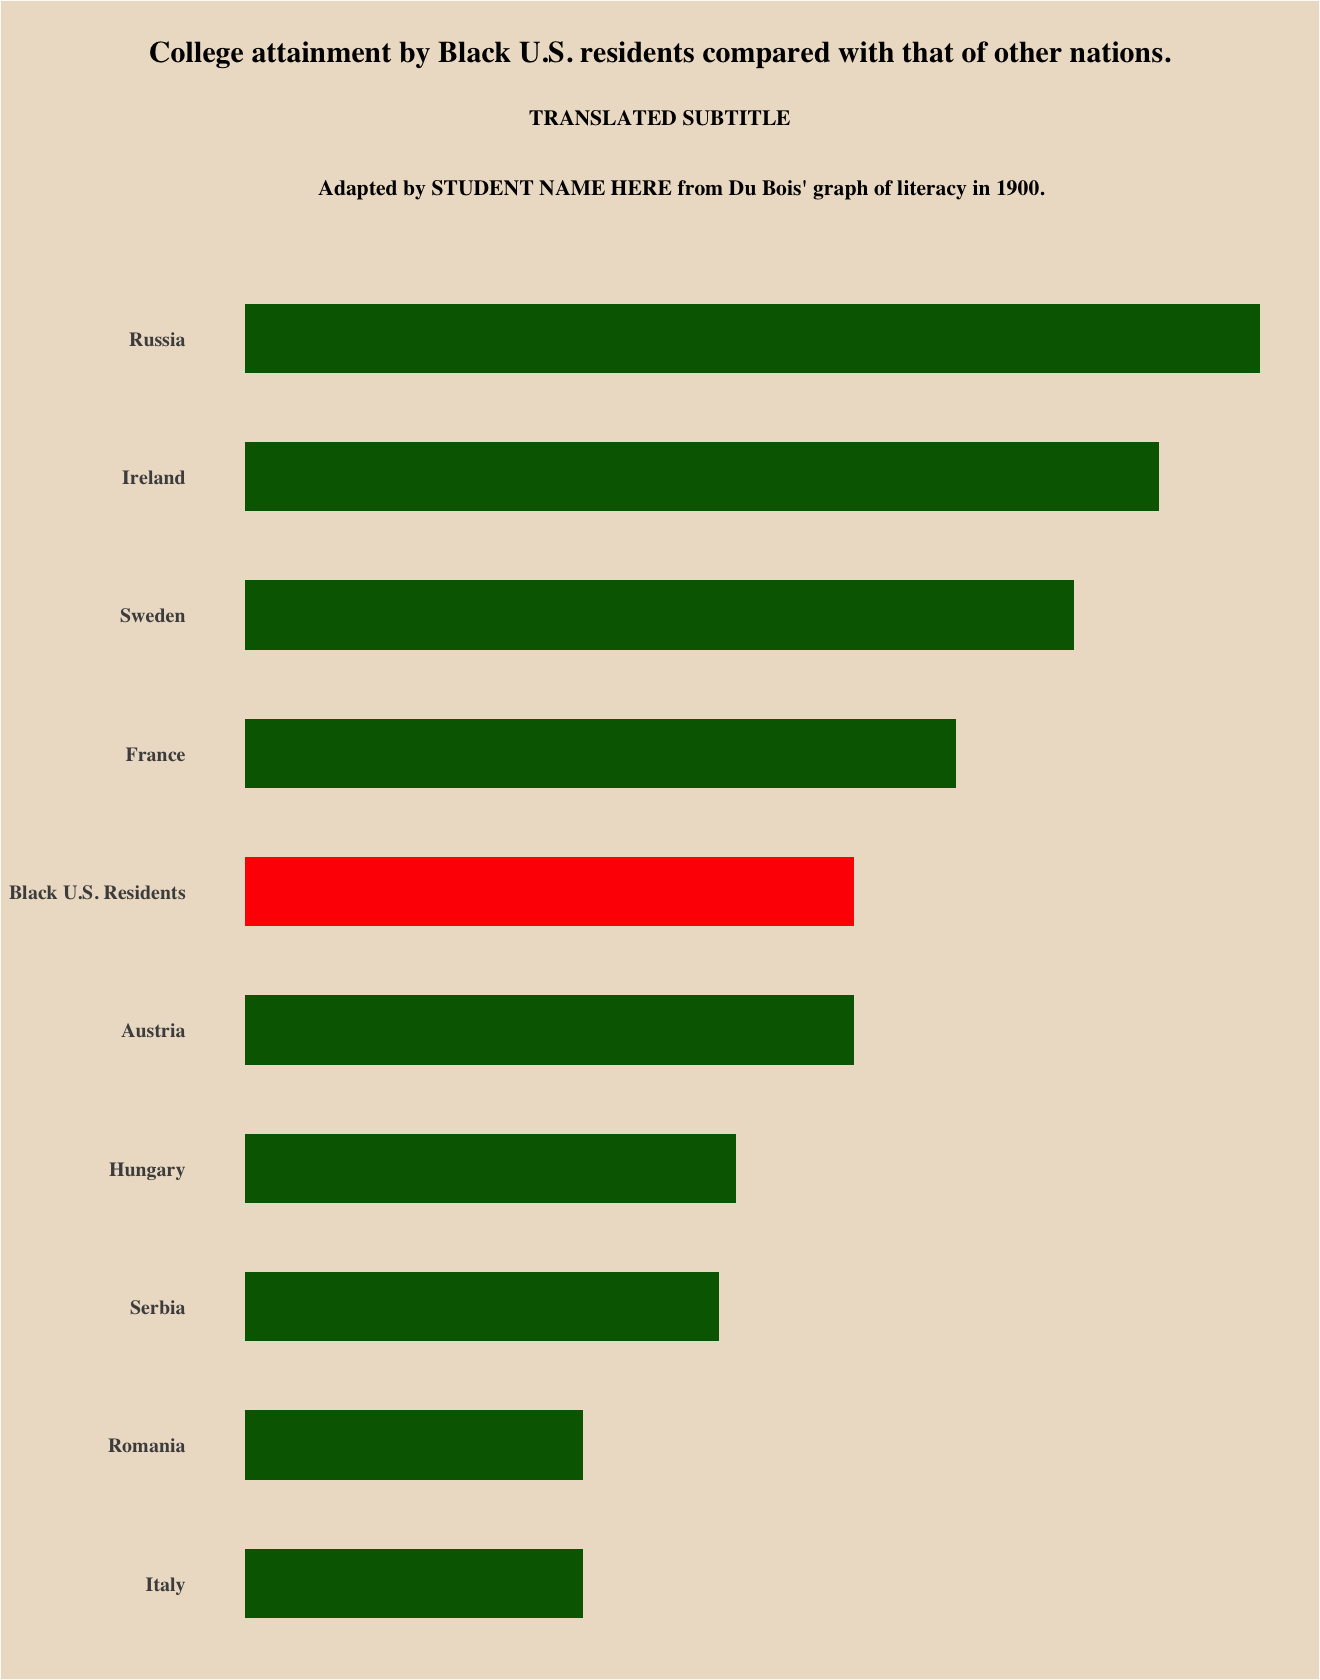 College attainment by Black U.S. residents compared with that of other nations.
TRANSLATED SUBTITLE
Adapted by STUDENT NAME HERE from Du Bois' graph of literacy in 1900.
Russia
Ireland
Sweden
France
Black U.S. Residents
Austria
Hungary
Serbia
Romania
Italy